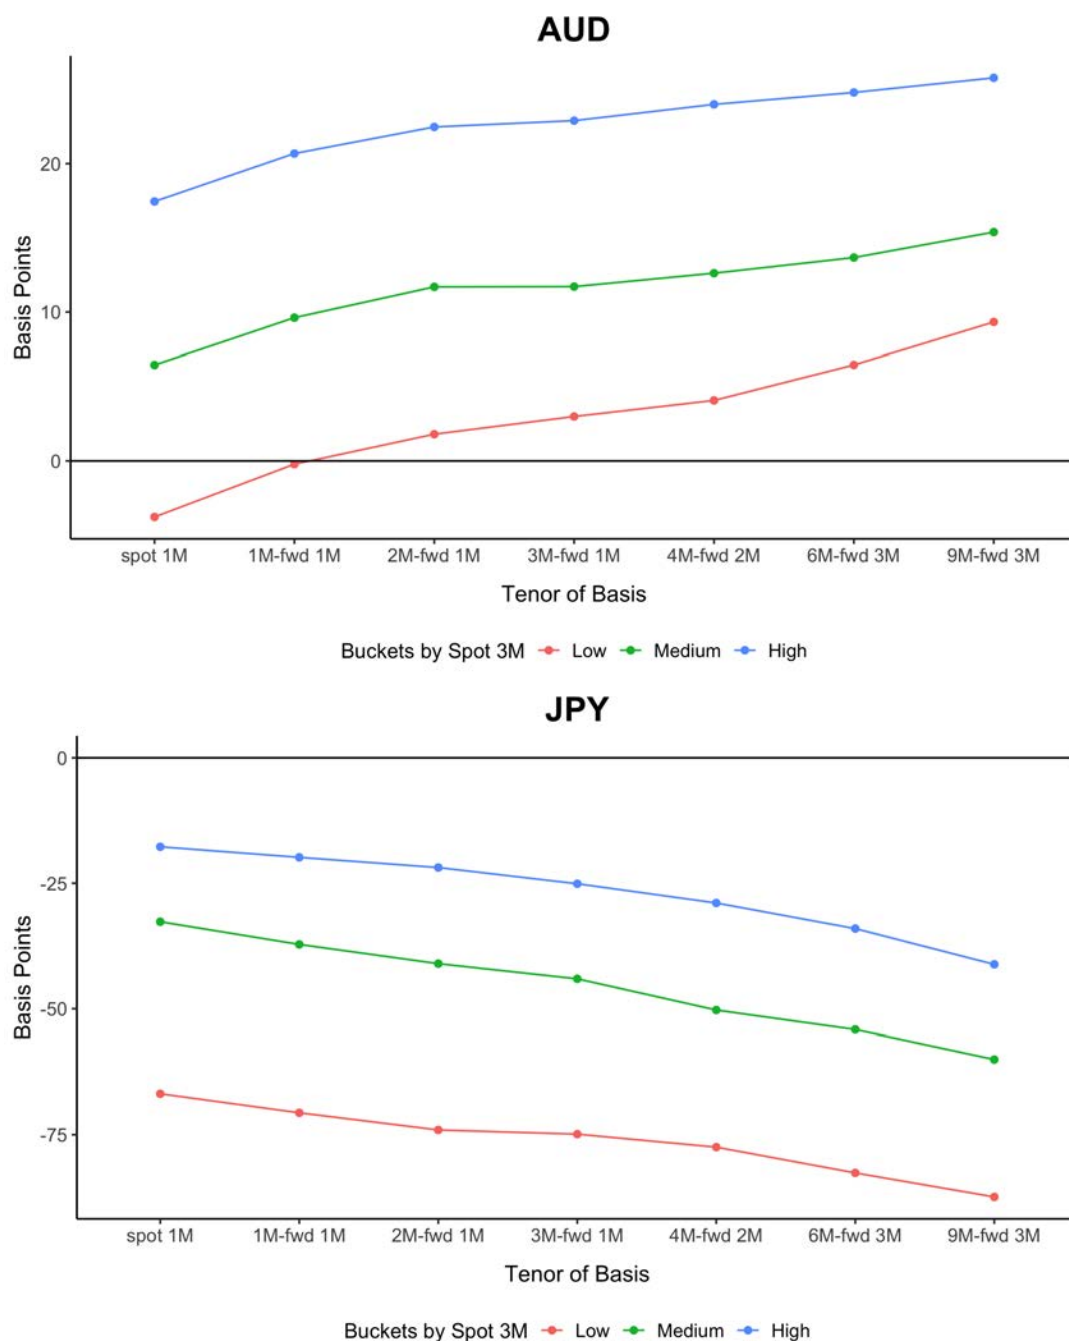 AUD
20
10
0
Basis Points
spot 1M 1M-fwd 1M 2M-fwd 1M 3M-fwd 1M 4M-fwd 2M 6M-fwd 3M 9M-fwd 3M
Tenor of Basis
Buckets by Spot 3M Low Medium High
JPY
0
-25
-50
-75
Basis Points
spot 1M 1M-fwd 1M 2M-fwd 1M 3M-fwd 1M 4M-fwd 2M 6M-fwd 3M 9M-fwd 3M
Tenor of Basis
Buckets by Spot 3M Low Medium High